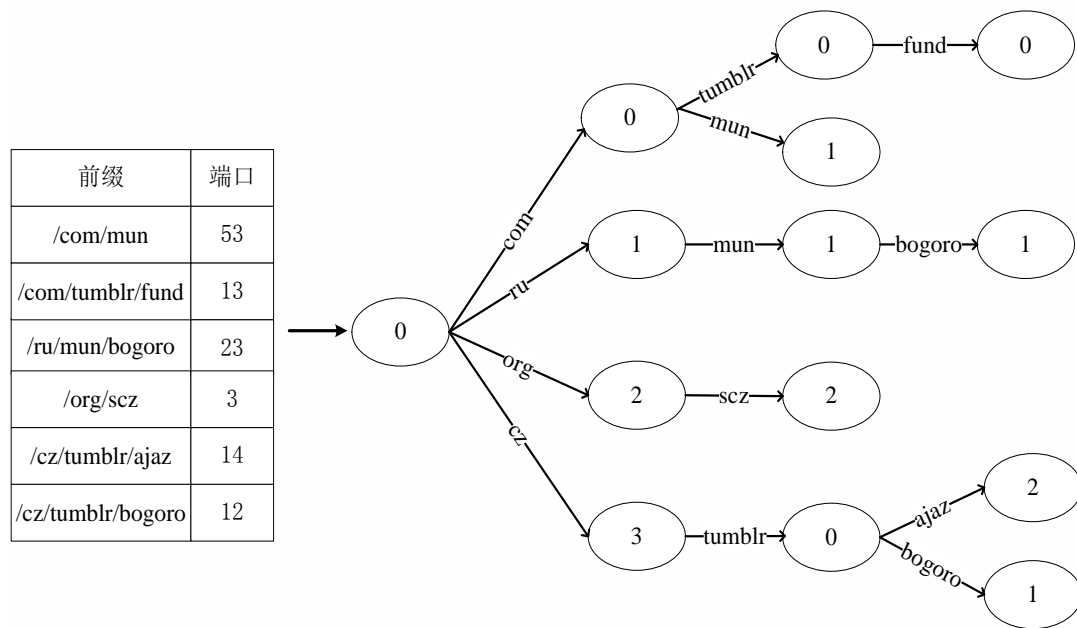 前缀 端口
/com/mun 53
/com/tumblr/fund 13
/ru/mun/bogoro 23
/org/scz 3
/cz/tumblr/ajaz 14
/cz/tumblr/bogoro 12
0
com
ru
org
cz
0
tumblr
mun
0 fund 0
1
1 mun 1 bogoro 1
2 scz 2
3 tumblr 0
ajaz
bogoro
2
1